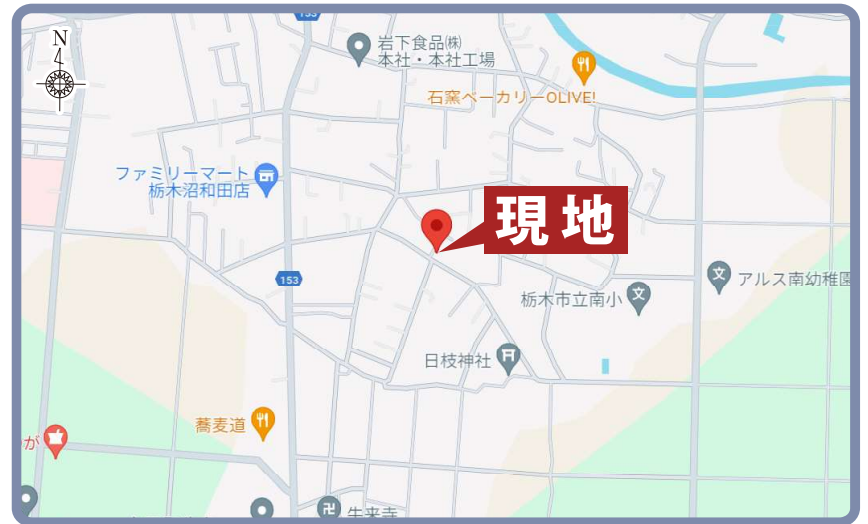 153
N
岩下食品㈱
本社・本社工場
石窯ベーカリーOLIVE!
ファミリーマート
栃木沼和田店
現地
153
アルス南幼稚園
栃木市立南小
日枝神社
蕎麦道
が
牛来寺